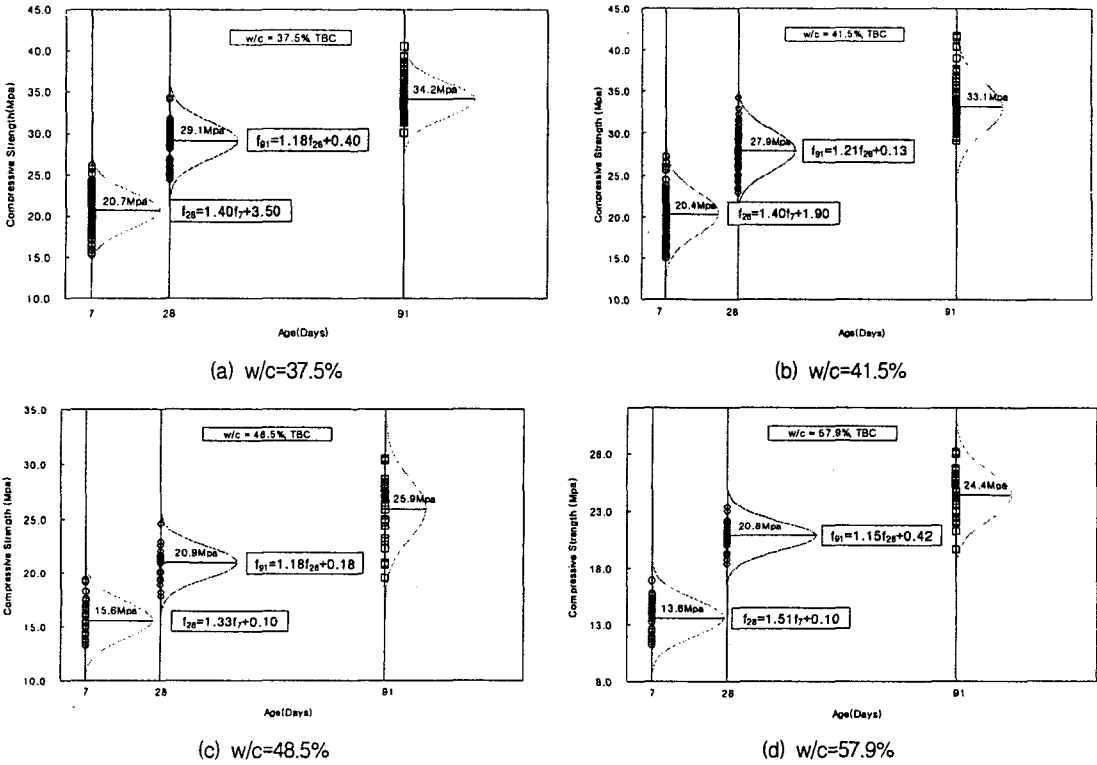 Compressive Strength(Mpa)
45.0
40.0
35.0
30.0
25.0
20.0
15.0
10.0
w/c = 37.5%, TBC
34.2Mpa
29.1Mpa
f91=1.18f28+0.40
20.7Mpa
f28=1.40f7+3.50
7 28 91
Age(Days)
(a) w/c=37.5%
Compressive Strength (Mpa)
45.0
40.0
35.0
30.0
25.0
20.0
15.0
10.0
w/c = 41.5%, TBC
33.1Mpa
27.9Mpa
f91=1.21f28+0.13
20.4Mpa
f28=1.40f7+1.90
7 28 91
Age(Days)
(b) w/c=41.5%
Compressive Strength (Mpa)
35.0
30.0
25.0
20.0
15.0
10.0
w/c = 48.5%, TBC
25.9Mpa
20.9Mpa
f91=1.18f28+0.18
15.6Mpa
f28=1.33f7+0.10
7 28 91
Age(Days)
(c) w/c=48.5%
Compressive Strength (Mpa)
28.0
23.0
18.0
13.0
8.0
w/c = 57.9%, TBC
24.4Mpa
20.8Mpa
f91=1.15f28+0.42
13.6Mpa
f28=1.51f7+0.10
7 28 91
Age(Days)
(d) w/c=57.9%